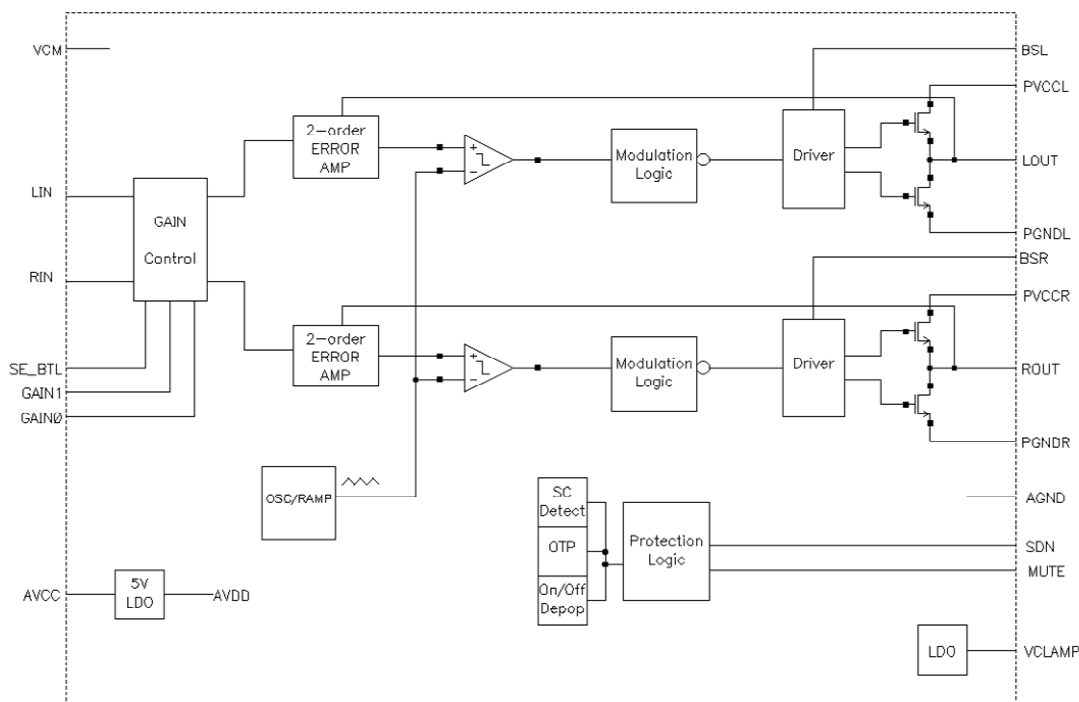 VCM
BSL
PVCCL
2-order
ERROR
AMP
Modulation
Logic
Driver
LOUT
LIN
GAIN
Control
PGNDL
BSR
RIN
PVCCR
2-order
ERROR
AMP
Modulation
Logic
Driver
SE_BTL
ROUT
GAIN1
GAIN0
PGNDR
OSC/RAMP
SC
Detect
AGND
OTP
Protection
Logic
SDN
MUTE
On/Off
Depop
AVCC
5V
LDO
AVDD
LDO
VCLAMP